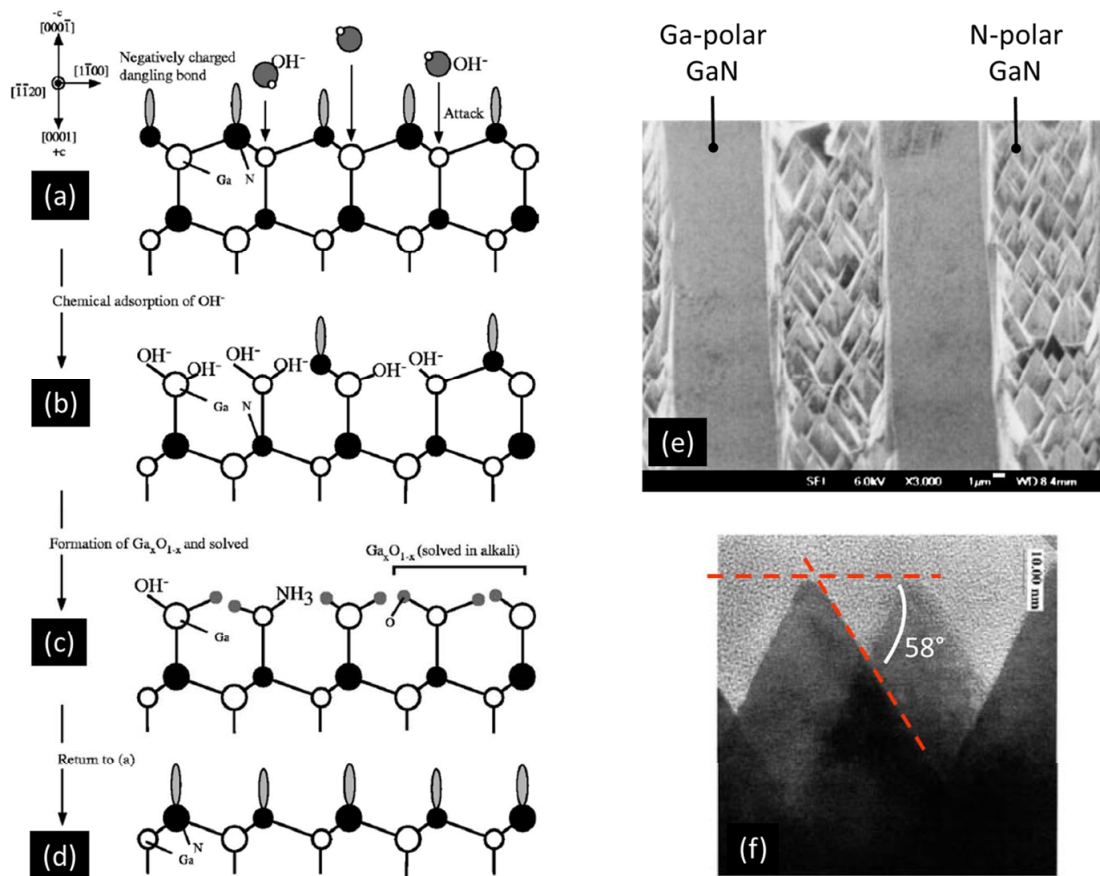 -c
[0001̄]
[11̄00]
[1̄1̄20]
[0001]
+c
Negatively charged
dangling bond
OH⁻
OH⁻
Attack
Ga
N
(a)
Chemical adsorption of OH⁻
OH⁻
OH⁻
OH⁻
OH⁻
OH⁻
OH⁻
Ga
N
(b)
Formation of GaₓO₁₋ₓ and solved
GaₓO₁₋ₓ (solved in alkali)
OH⁻
NH3
Ga
O
(c)
Return to (a)
Ga
N
(d)
Ga-polar
GaN
N-polar
GaN
(e)
SEI 6.0kV X3,000 1μm WD 8.4mm
10.00 nm
58°
(f)